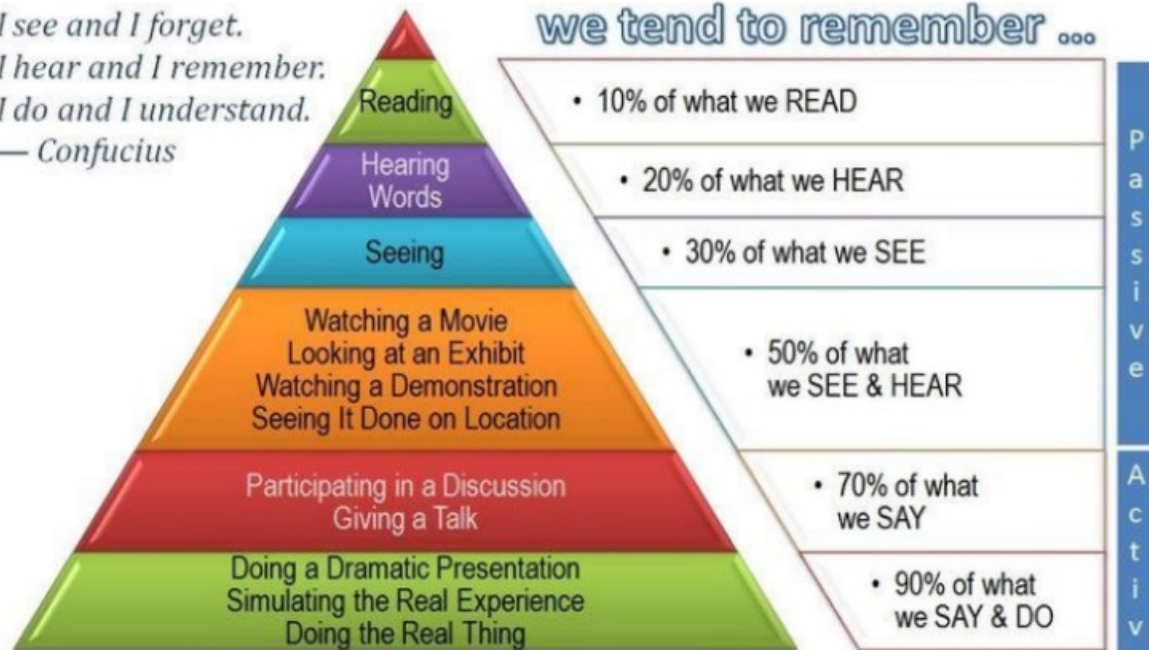 I see and I forget.
I hear and I remember.
I do and I understand.
— Confucius
we tend to remember ...
Reading
• 10% of what we READ
Hearing
Words
• 20% of what we HEAR
Seeing
• 30% of what we SEE
Watching a Movie
Looking at an Exhibit
Watching a Demonstration
Seeing It Done on Location
• 50% of what
we SEE & HEAR
Participating in a Discussion
Giving a Talk
• 70% of what
we SAY
Doing a Dramatic Presentation
Simulating the Real Experience
Doing the Real Thing
• 90% of what
we SAY & DO
Passive
Activ